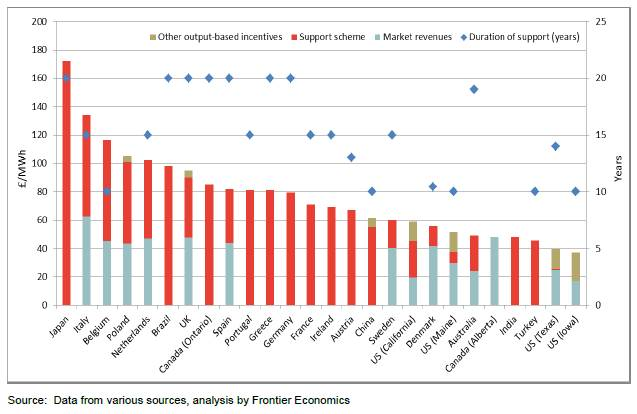 Other output-based incentives Support scheme Market revenues Duration of support (years)
200
180
160
140
120
100
80
60
40
20
0
£/MWh
25
20
15
10
5
0
Years
Japan
Italy
Belgium
Poland
Netherlands
Brazil
UK
Canada (Ontario)
Spain
Portugal
Greece
Germany
France
Ireland
Austria
China
Sweden
US (California)
Denmark
US (Maine)
Australia
Canada (Alberta)
India
Turkey
US (Texas)
US (Iowa)
Source: Data from various sources, analysis by Frontier Economics